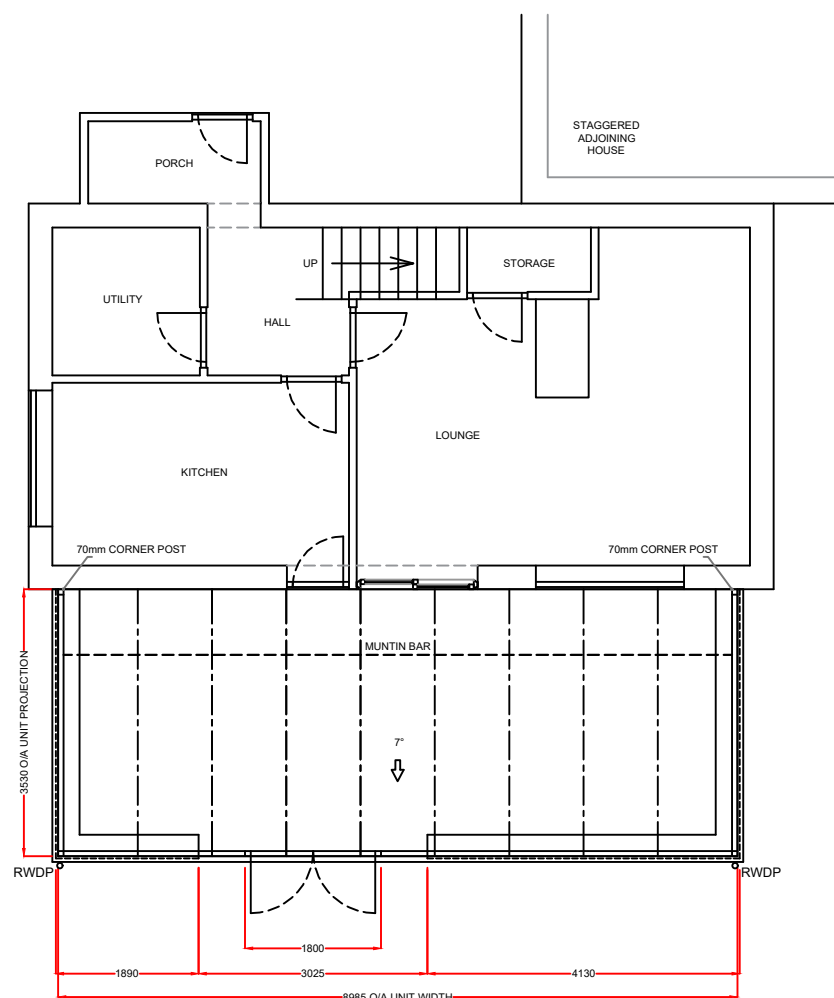 STAGGERED
ADJOINING
HOUSE
PORCH
UP
STORAGE
UTILITY
HALL
LOUNGE
KITCHEN
70mm CORNER POST
70mm CORNER POST
MUNTIN BAR
3530 O/A UNIT PROJECTION
7°
RWDP
RWDP
1800
1890
3025
4130
8985 O/A UNIT WIDTH